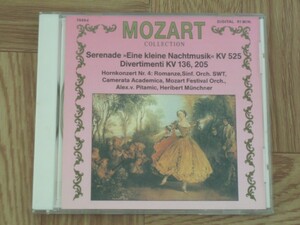 MOZART
COLLECTION
Serenade »Eine kleine Nachtmusik« KV 525
Divertimenti KV 136, 205
Hornkonzert Nr. 4: Romanze, Sinf. Orch. SWT,
Camerata Academica, Mozart Festival Orch.,
Alex. v. Pitamic, Heribert Münchner